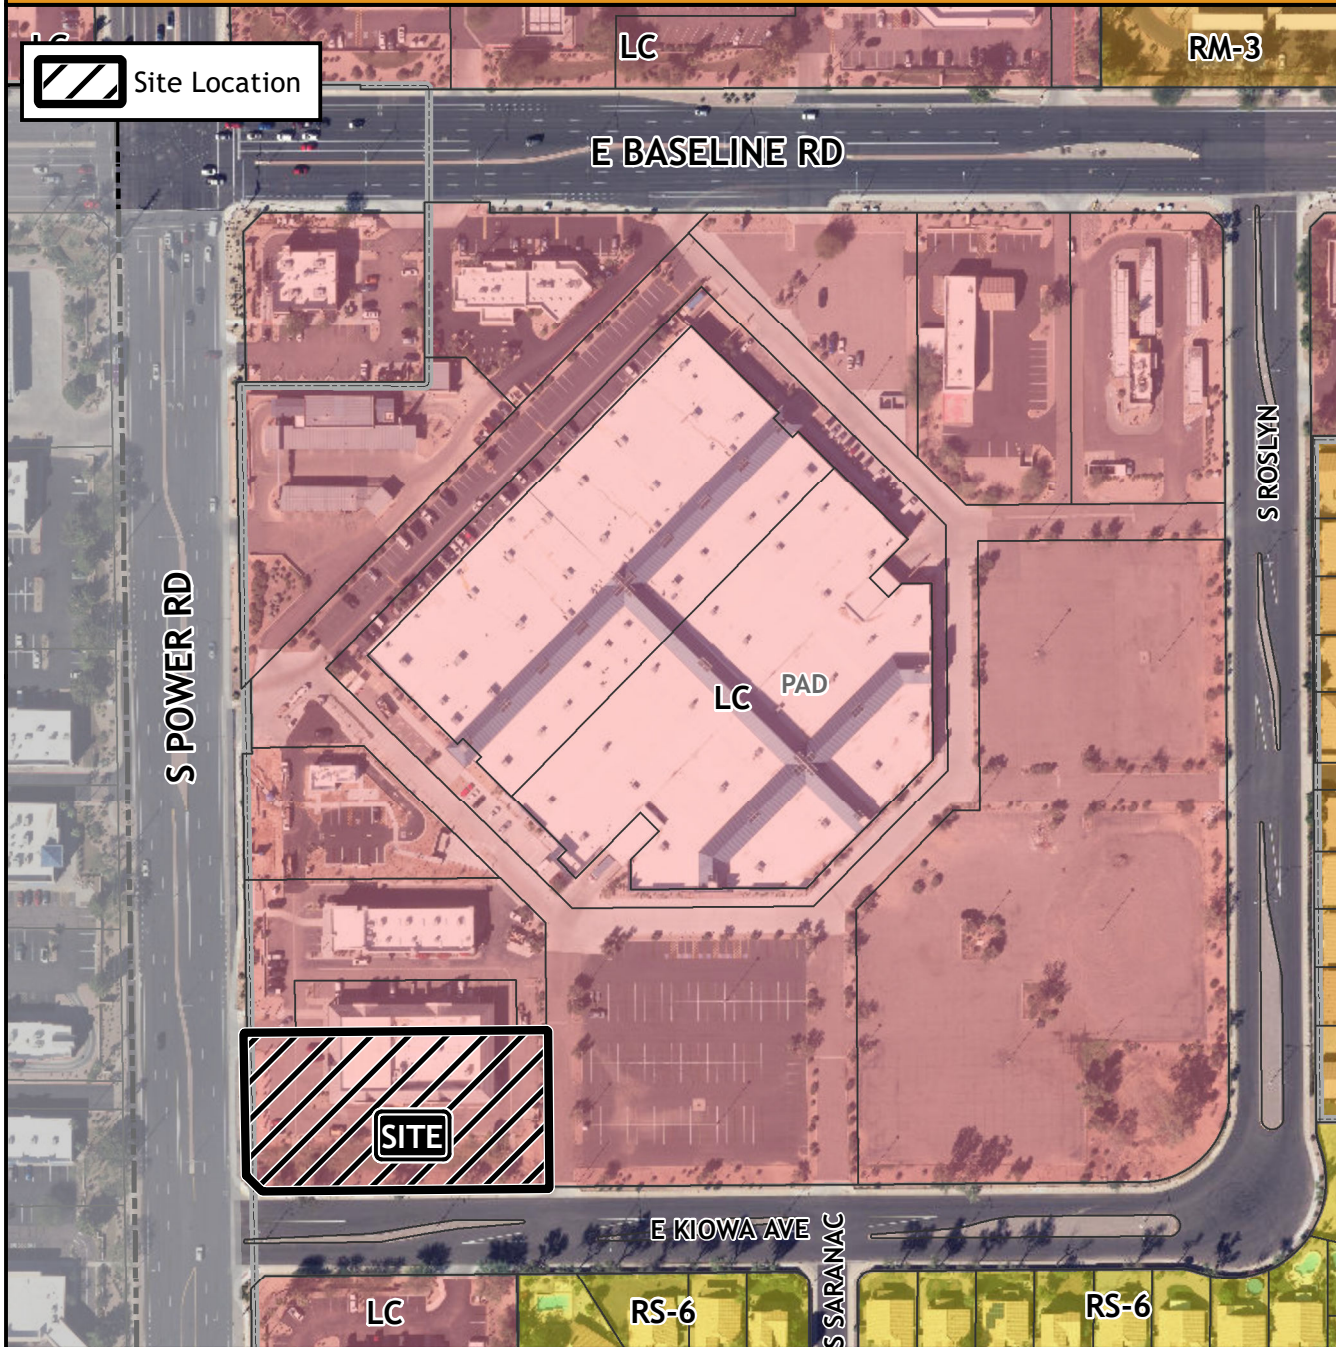 LC
LC
RM-3
Site Location
E BASELINE RD
S ROSLYN
S POWER RD
LC
PAD
SITE
E KIOWA AVE
S SARANAC
LC
RS-6
RS-6